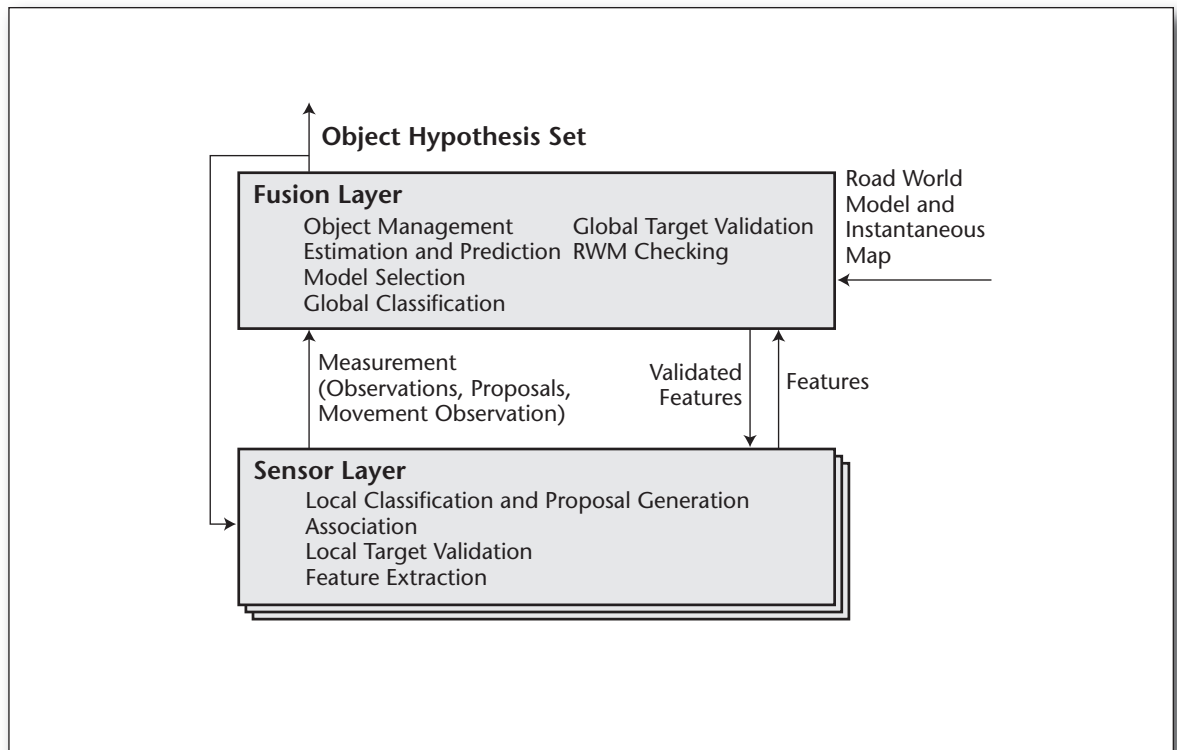 Object Hypothesis Set
Fusion Layer
Object Management
Estimation and Prediction
Model Selection
Global Classification
Global Target Validation
RWM Checking
Road World
Model and
Instantaneous
Map
Measurement
(Observations, Proposals,
Movement Observation)
Validated
Features
Features
Sensor Layer
Local Classification and Proposal Generation
Association
Local Target Validation
Feature Extraction